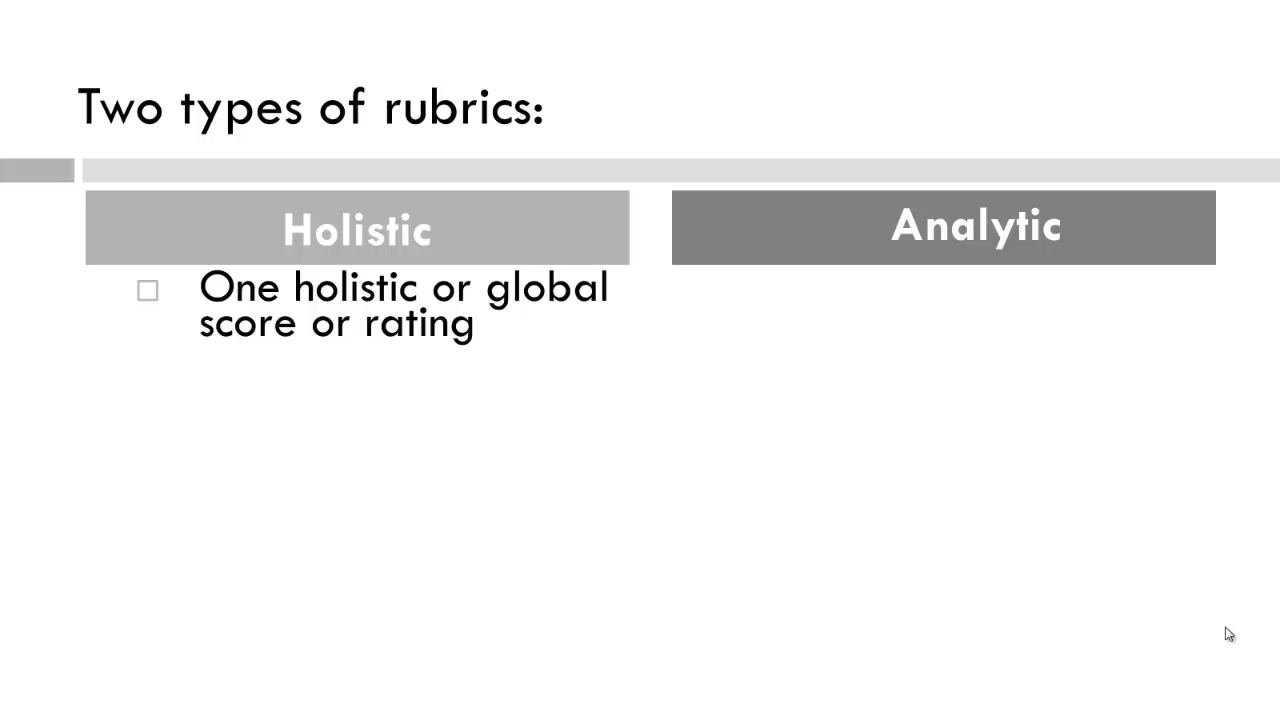 Two types of rubrics:
Holistic
One holistic or global
score or rating
Analytic